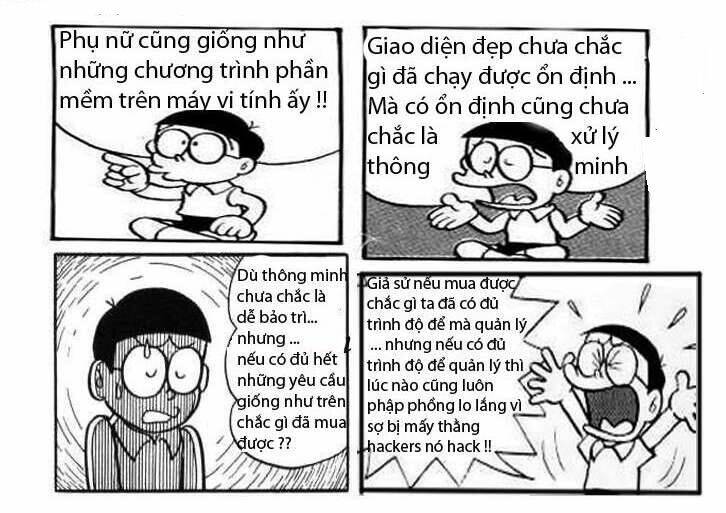 Phụ nữ cũng giống như
những chương trình phần
mềm trên máy vi tính ấy !!
Giao diện đẹp chưa chắc
gì đã chạy được ổn định ...
Mà có ổn định cũng chưa
chắc là xử lý
thông minh
Dù thông minh
chưa chắc là
dễ bảo trì...
nhưng ...
nếu có đủ hết
những yêu cầu
giống như trên
chắc gì đã mua
được ??
Giả sử nếu mua được
chắc gì ta đã có đủ
trình độ để mà quản lý
... nhưng nếu có đủ
trình độ để quản lý thì
lúc nào cũng luôn
phập phồng lo lắng vì
sợ bị mấy thằng
hackers nó hack !!